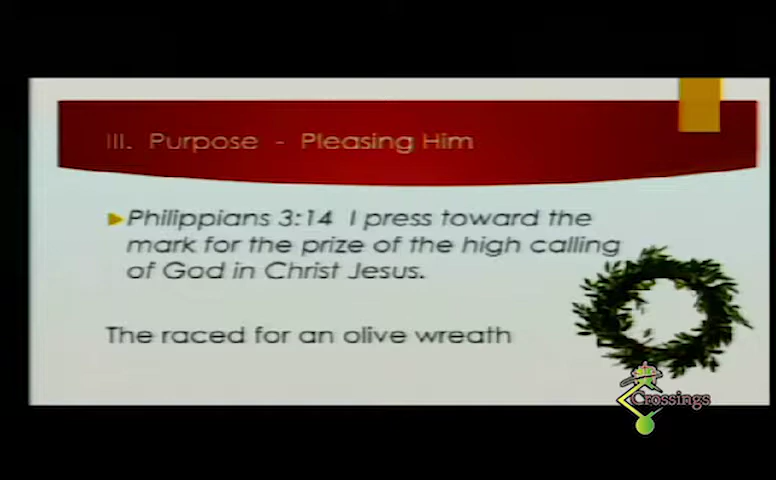 III. Purpose - Pleasing Him
Philippians 3:14 I press toward the
mark for the prize of the high calling
of God in Christ Jesus.
The raced for an olive wreath
Crossings